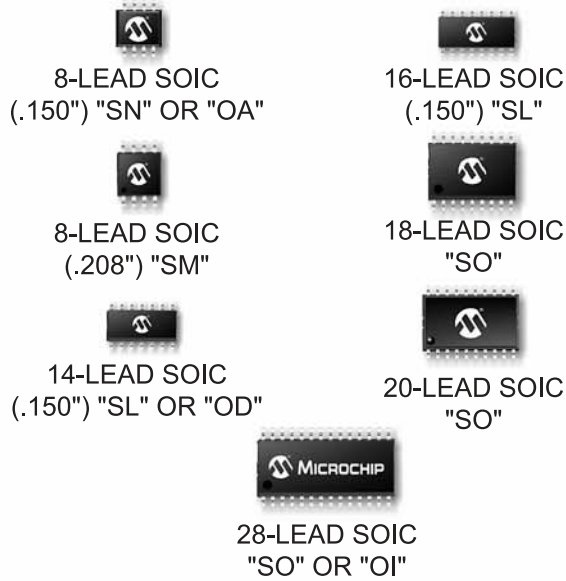 8-LEAD SOIC
(.150") "SN" OR "OA"
16-LEAD SOIC
(.150") "SL"
8-LEAD SOIC
(.208") "SM"
18-LEAD SOIC
"SO"
14-LEAD SOIC
(.150") "SL" OR "OD"
20-LEAD SOIC
"SO"
MICROCHIP
28-LEAD SOIC
"SO" OR "OI"